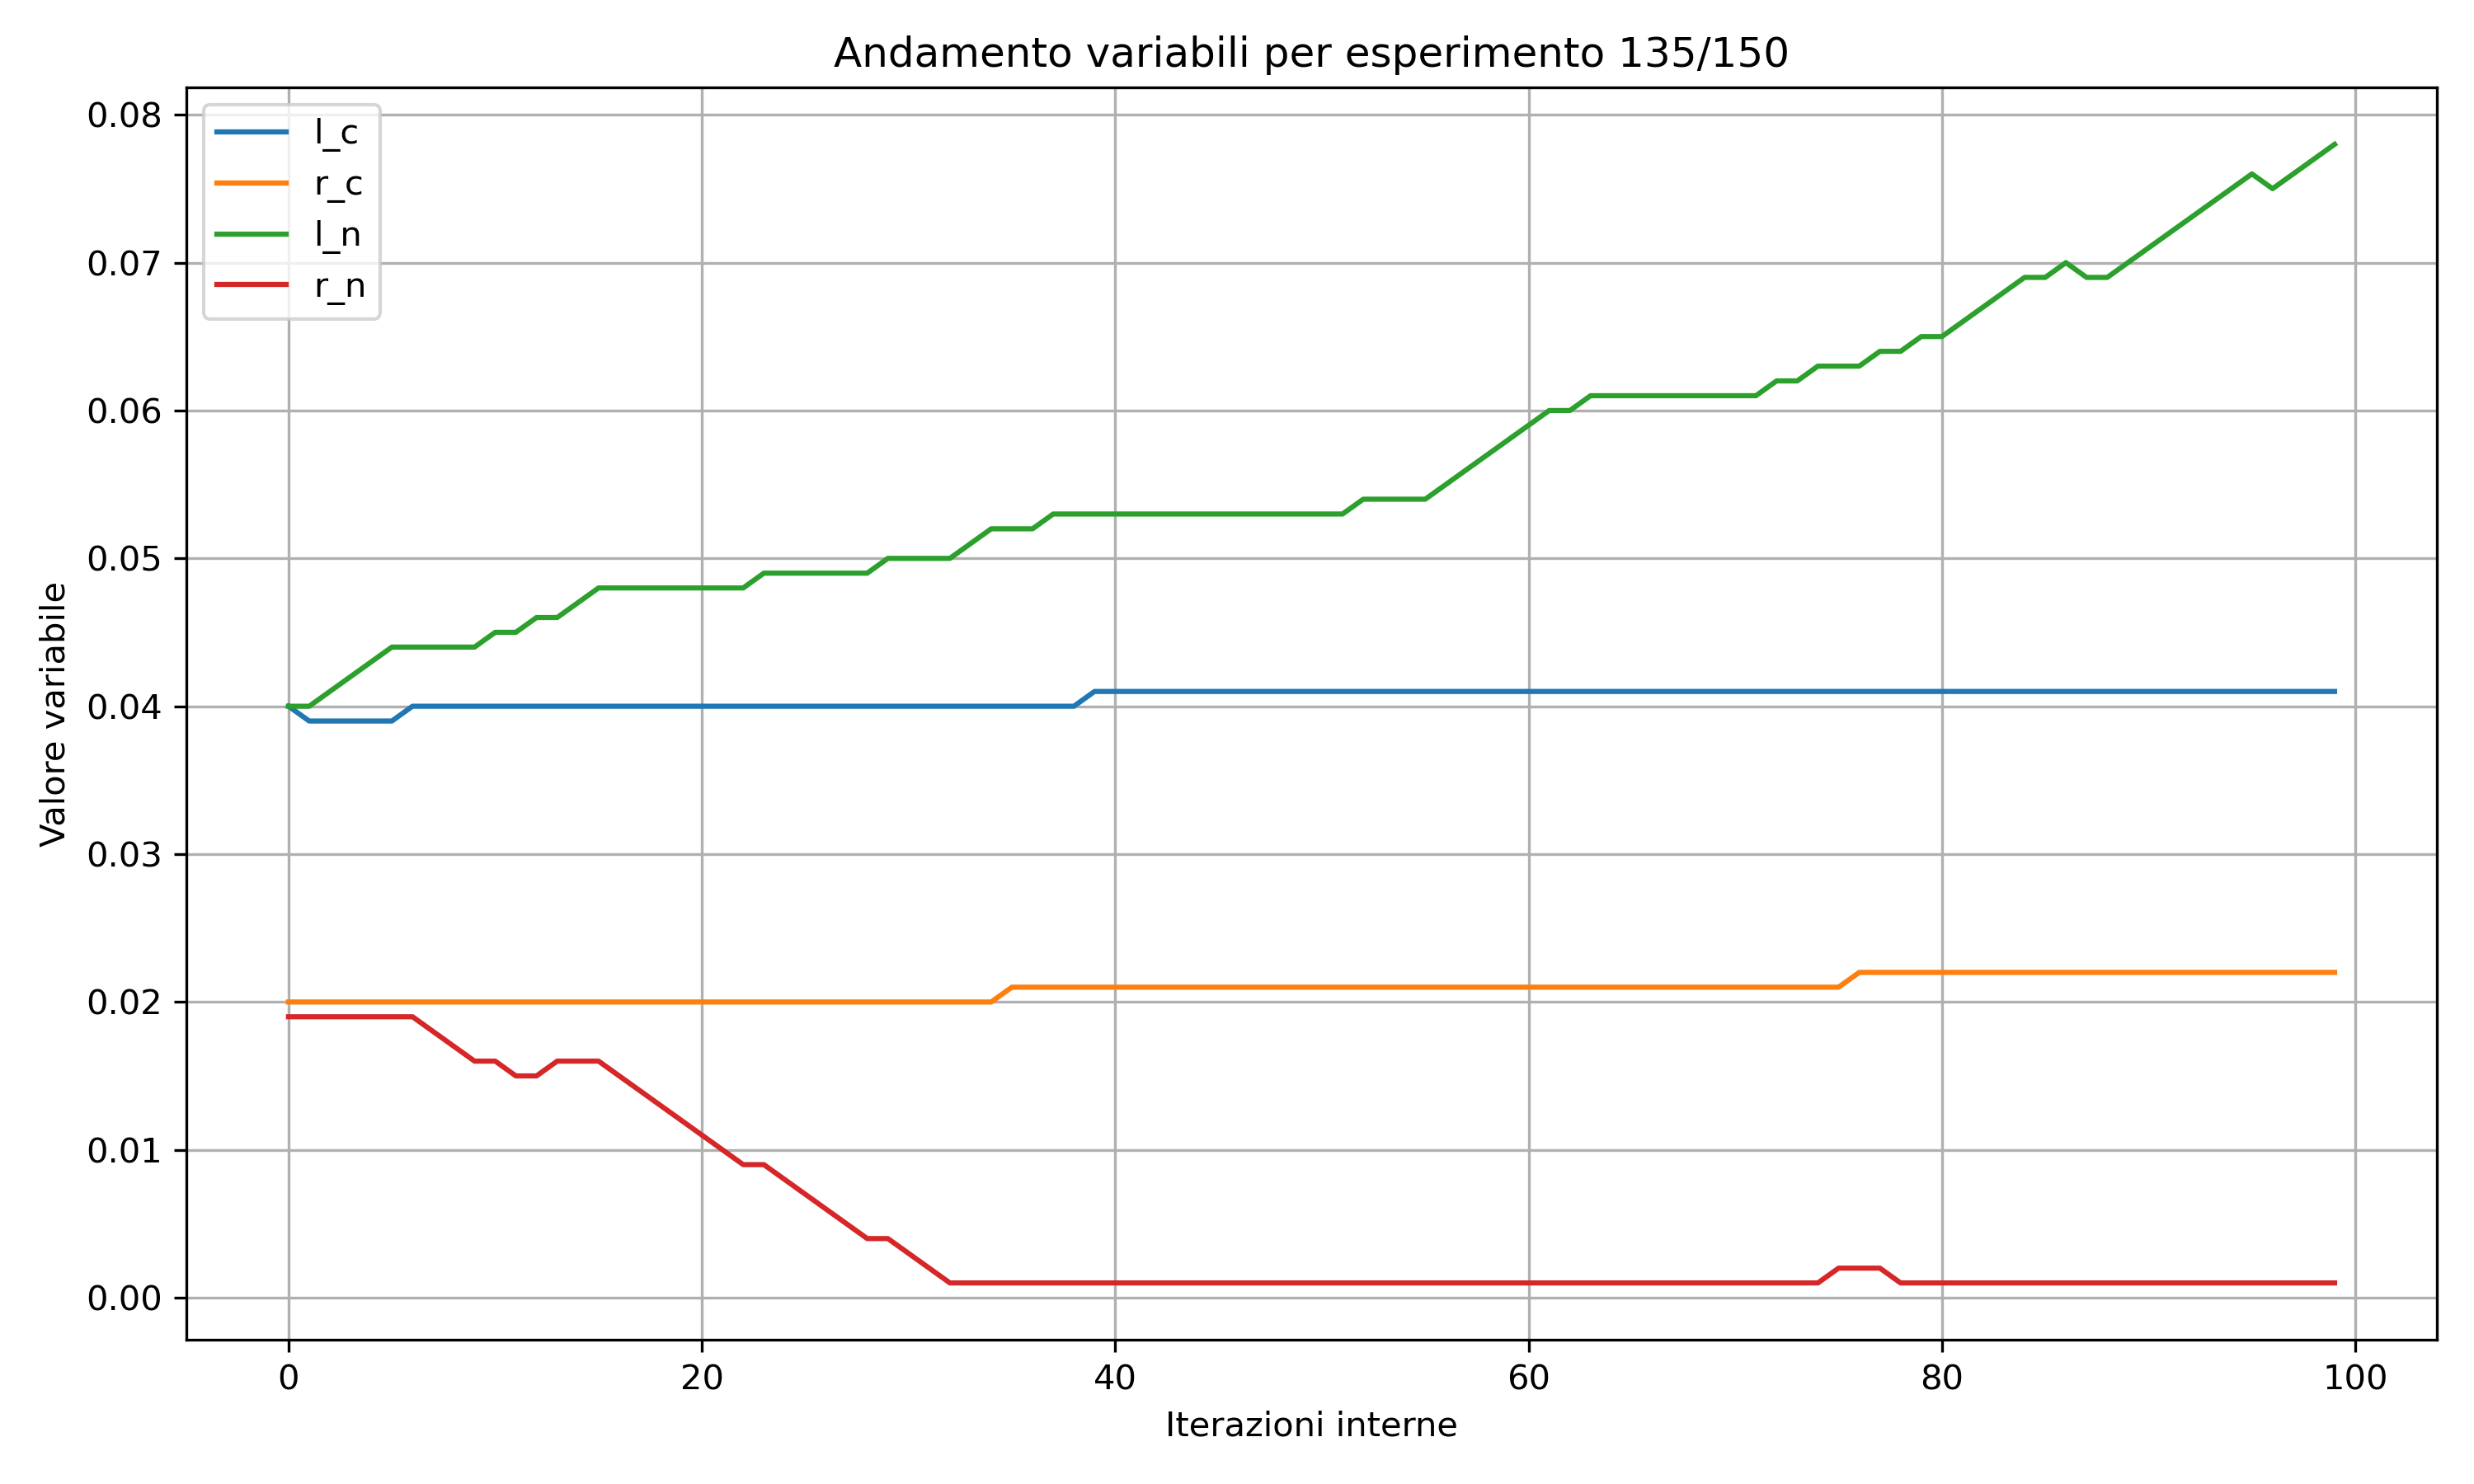 Andamento variabili per esperimento 135/150
l_c
r_c
l_n
r_n
0.08
0.07
0.06
0.05
0.04
0.03
0.02
0.01
0.00
Valore variabile
0 20 40 60 80 100
Iterazioni interne